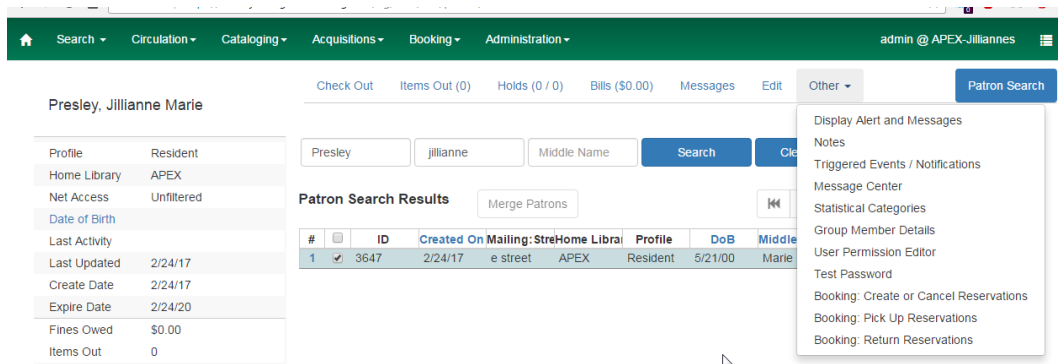 Search Circulation Cataloging Acquisitions Booking Administration admin @ APEX-Jilliannes
Check Out Items Out (0) Holds (0 / 0) Bills ($0.00) Messages Edit Other Patron Search
Presley, Jillianne Marie
Profile Resident
Home Library APEX
Net Access Unfiltered
Date of Birth
Last Activity
Last Updated 2/24/17
Create Date 2/24/17
Expire Date 2/24/20
Fines Owed $0.00
Items Out 0
Presley jillianne Middle Name Search Cle
Patron Search Results Merge Patrons
# ID Created On Mailing: Stre Home Librar Profile DoB Middle
1 3647 2/24/17 e street APEX Resident 5/21/00 Marie
Display Alert and Messages
Notes
Triggered Events / Notifications
Message Center
Statistical Categories
Group Member Details
User Permission Editor
Test Password
Booking: Create or Cancel Reservations
Booking: Pick Up Reservations
Booking: Return Reservations